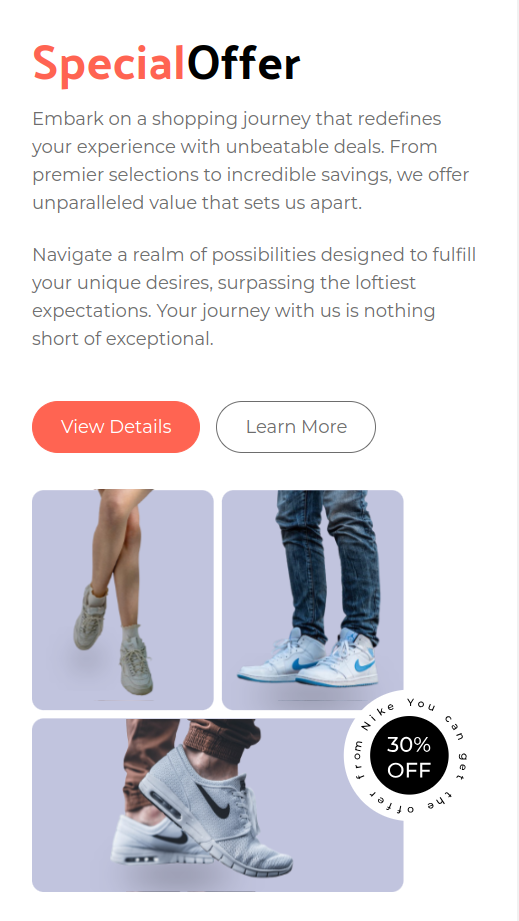 SpecialOffer
Embark on a shopping journey that redefines
your experience with unbeatable deals. From
premier selections to incredible savings, we offer
unparalleled value that sets us apart.
Navigate a realm of possibilities designed to fulfill
your unique desires, surpassing the loftiest
expectations. Your journey with us is nothing
short of exceptional.
View Details
Learn More
You can get the offer from Nike
30%
OFF